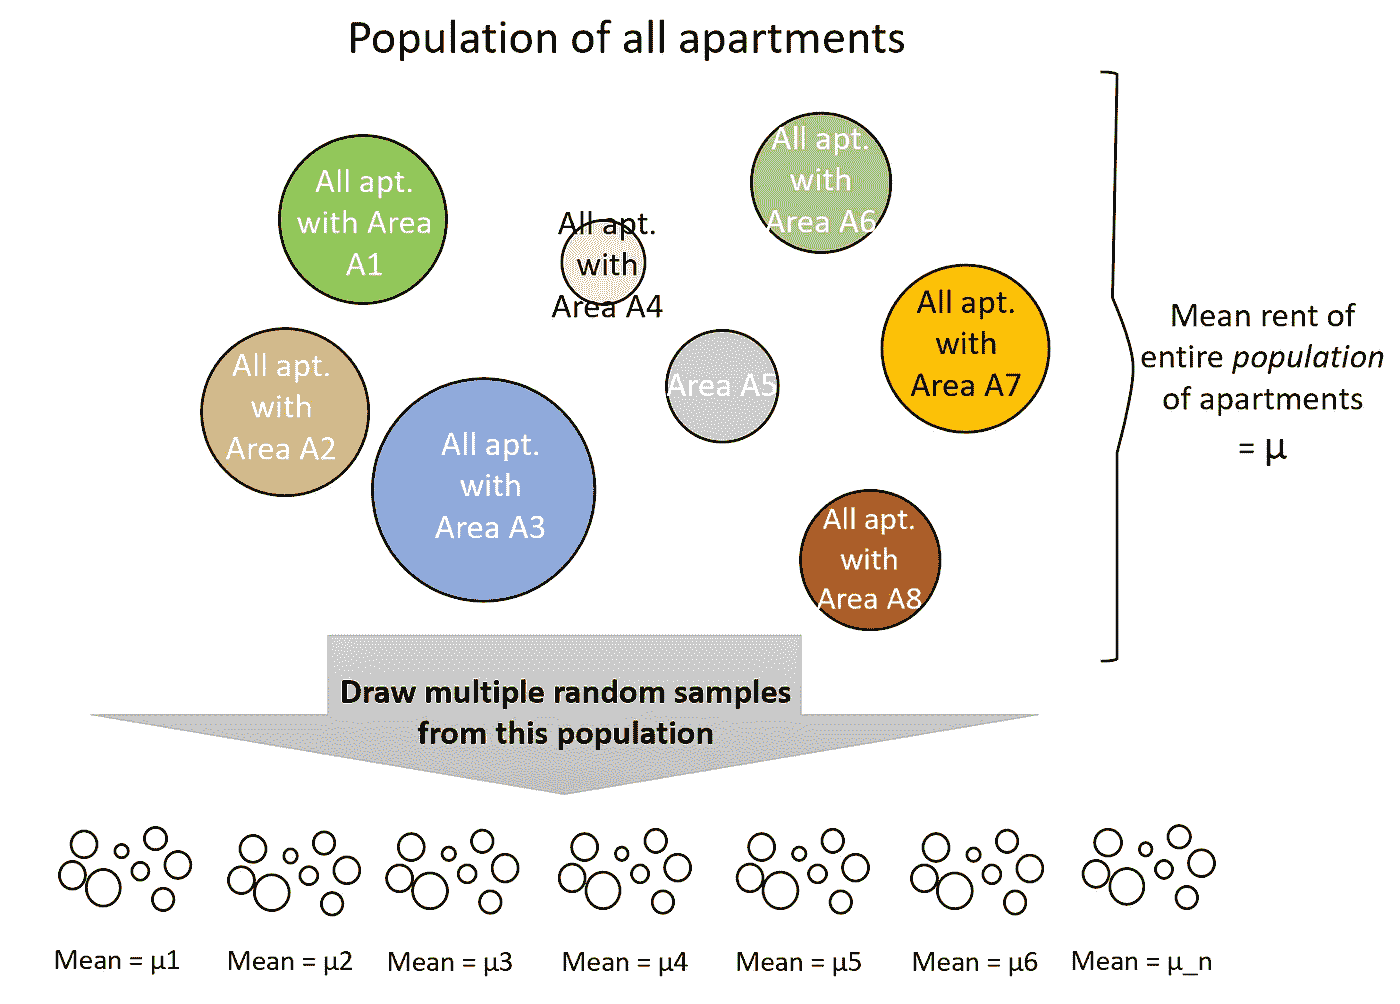 Population of all apartments
All apt.
with Area
A1
All apt.
with
Area A2
All apt.
with
Area A3
All apt.
with
Area A4
Area A5
All apt.
with
Area A6
All apt.
with
Area A7
All apt.
with
Area A8
Mean rent of
entire population
of apartments
= μ
Draw multiple random samples
from this population
Mean = μ1
Mean = μ2
Mean = μ3
Mean = μ4
Mean = μ5
Mean = μ6
Mean = μ_n